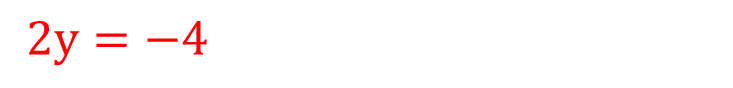 2y = −4